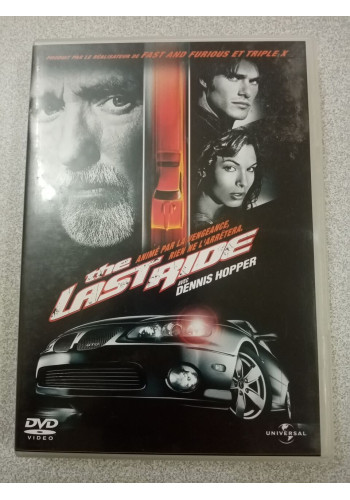 PRODUIT PAR LE RÉALISATEUR DE FAST AND FURIOUS ET TRIPLE X
ANIMÉ PAR LA VENGEANCE,
RIEN NE L'ARRÊTERA.
the
LAST RIDE
AVEC
DENNIS HOPPER
DVD
VIDEO
UNIVERSAL